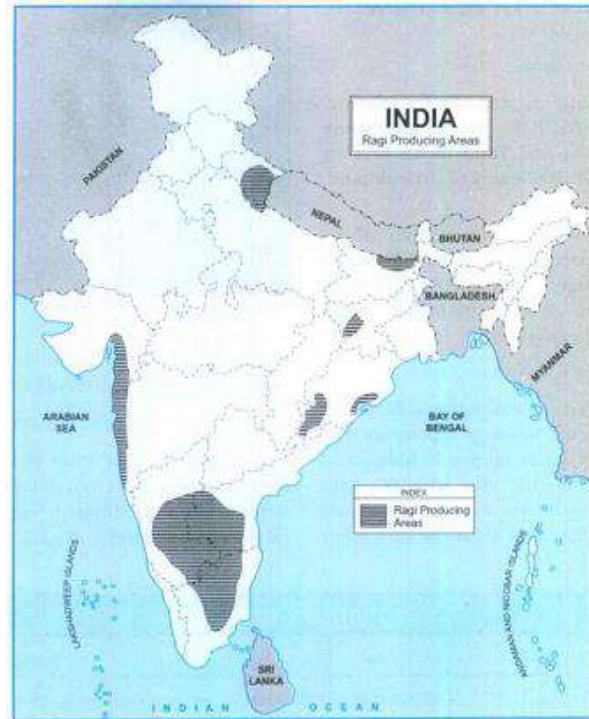 INDIA
Ragi Producing Areas
PAKISTAN
NEPAL
BHUTAN
BANGLADESH
MYANMAR
ARABIAN
SEA
BAY OF
BENGAL
INDEX
Ragi Producing
Areas
LAKSHADWEEP ISLANDS
ANDAMAN AND NICOBAR ISLANDS
SRI
LANKA
INDIAN OCEAN